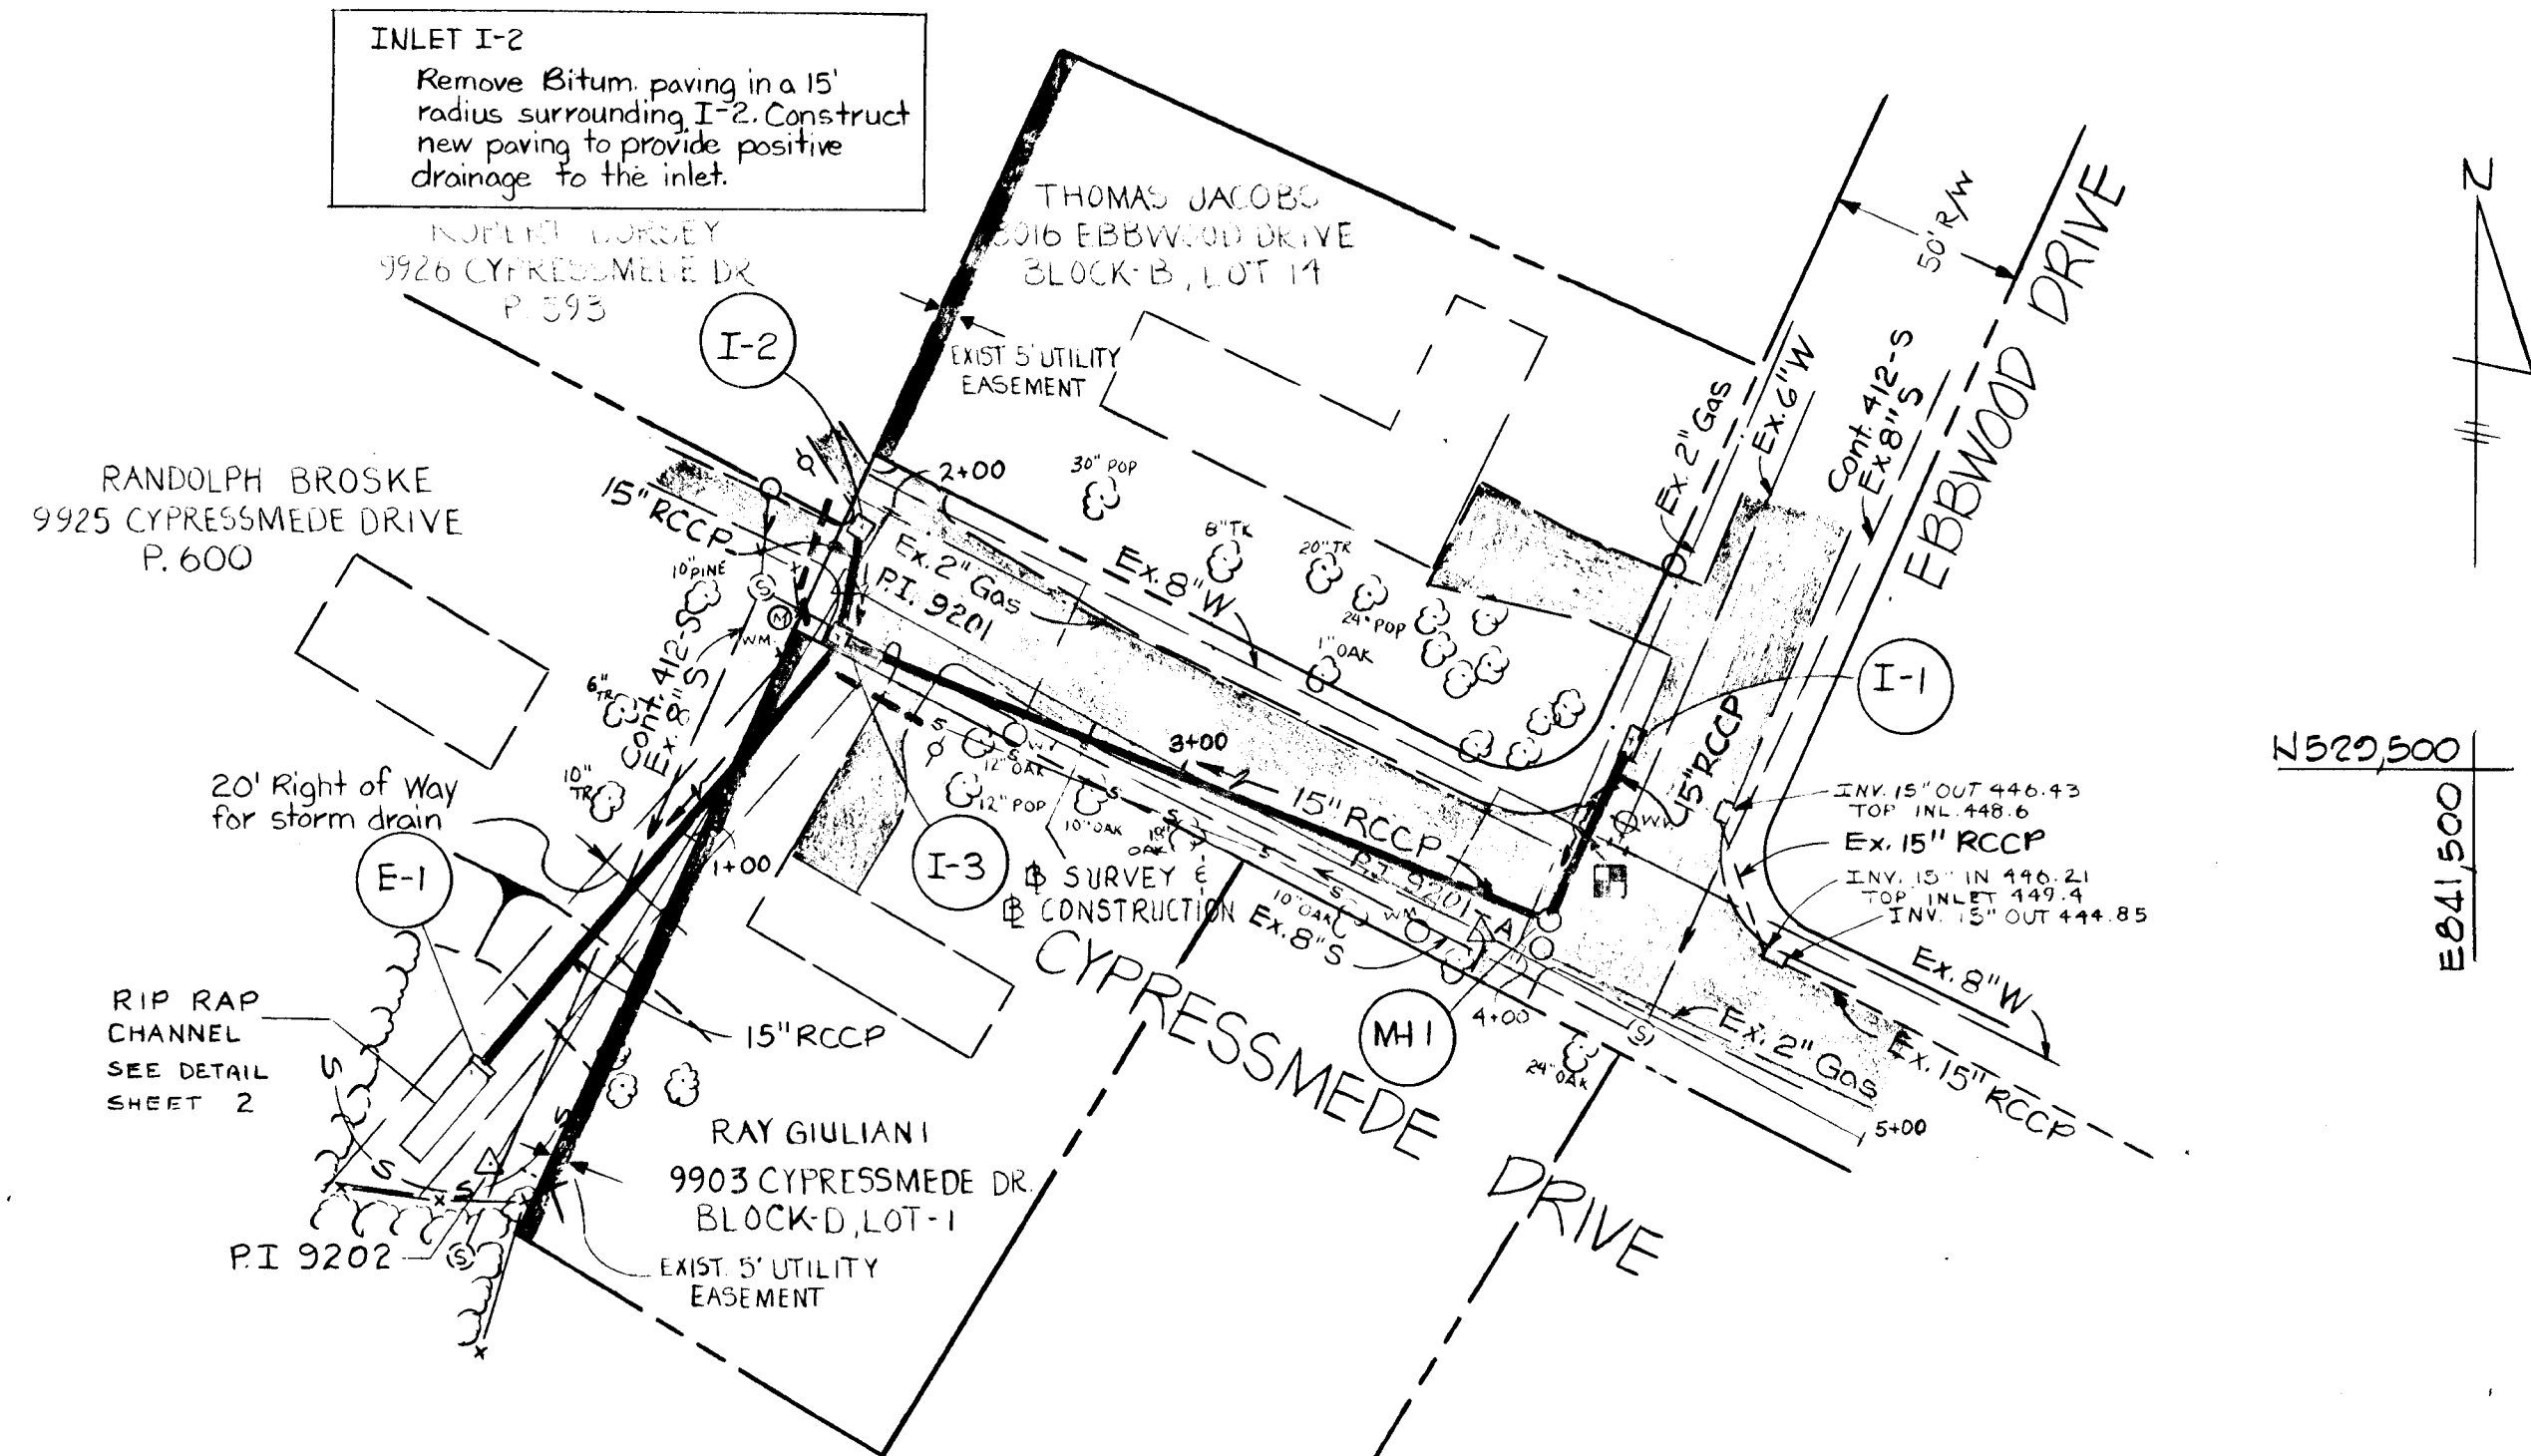 INLET I-2
Remove Bitum. paving in a 15'
radius surrounding I-2. Construct
new paving to provide positive
drainage to the inlet.
9926 CYPRESSMEDE DR
P. 593
THOMAS JACOBS
EBBWOOD DRIVE
BLOCK-B, LOT 14
50' R/W
EBBWOOD DRIVE
N
I-2
EXIST 5' UTILITY
EASEMENT
Ex. 2" Gas
Ex. 6" W
Cont. 412-S
Ex. 8" S
RANDOLPH BROSKE
9925 CYPRESSMEDE DRIVE
P. 600
15" RCCP
2+00
30" POP
8" TK
20" TR
24" POP
1" OAK
Ex. 8" W
Ex. 2" Gas
P.I. 9201
10" PINE
S
M
WM
Cont. 412-S
Ex. 8" S
6" TR
10" TR
I-1
15" RCCP
N529,500
E841,500
3+00
15" RCCP
12" OAK
12" POP
10" OAK
10" OAK
INV. 15" OUT 446.43
TOP INL. 448.6
Ex. 15" RCCP
INV. 15" IN 446.21
TOP INLET 449.4
INV. 15" OUT 444.85
20' Right of Way
for storm drain
E-1
1+00
I-3
B SURVEY &
B CONSTRUCTION
P.I. 9201-A
10" OAK
WM
Ex. 8" S
CYPRESSMEDE DRIVE
MH 1
4+00
S
24" OAK
Ex. 2" Gas
Ex. 8" W
Ex. 15" RCCP
5+00
RIP RAP
CHANNEL
SEE DETAIL
SHEET 2
15" RCCP
RAY GIULIANI
9903 CYPRESSMEDE DR.
BLOCK-D, LOT-1
P.I 9202
S
EXIST. 5' UTILITY
EASEMENT